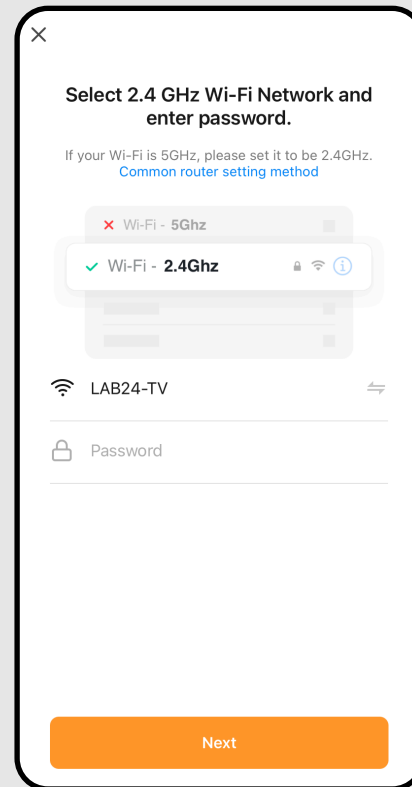 Select 2.4 GHz Wi-Fi Network and
enter password.
If your Wi-Fi is 5GHz, please set it to be 2.4GHz.
Common router setting method
Wi-Fi - 5Ghz
Wi-Fi - 2.4Ghz
LAB24-TV
Password
Next